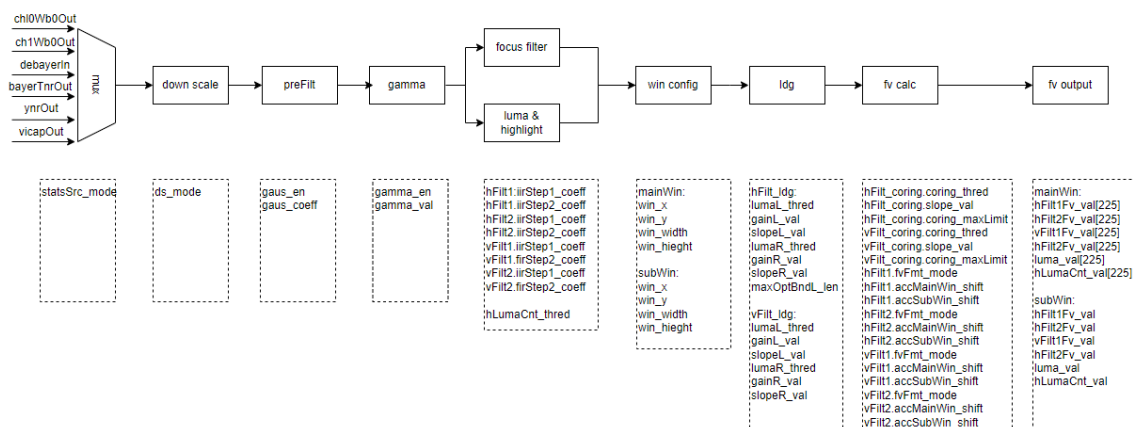 chl0Wb0Out
ch1Wb0Out
debayerIn
bayerTnrOut
ynrOut
vicapOut
mux
down scale
preFilt
gamma
focus filter
luma &
highlight
win config
ldg
fv calc
fv output
statsSrc_mode
ds_mode
gaus_en
gaus_coeff
gamma_en
gamma_val
hFilt1:iirStep1_coeff
hFilt1.iirStep2_coeff
hFilt2.iirStep1_coeff
hFilt2.iirStep2_coeff
vFilt1.iirStep1_coeff
vFilt1.firStep2_coeff
vFilt2.iirStep1_coeff
vFilt2.firStep2_coeff
hLumaCnt_thred
mainWin:
win_x
win_y
win_width
win_hieght
subWin:
win_x
win_y
win_width
win_hieght
hFilt_ldg:
lumaL_thred
gainL_val
slopeL_val
lumaR_thred
gainR_val
slopeR_val
maxOptBndL_len
vFilt_ldg:
lumaL_thred
gainL_val
slopeL_val
lumaR_thred
gainR_val
slopeR_val
hFilt_coring.coring_thred
hFilt_coring.slope_val
hFilt_coring.coring_maxLimit
vFilt_coring.coring_thred
vFilt_coring.slope_val
vFilt_coring.coring_maxLimit
hFilt1.fvFmt_mode
hFilt1.accMainWin_shift
hFilt1.accSubWin_shift
hFilt2.fvFmt_mode
hFilt2.accMainWin_shift
hFilt2.accSubWin_shift
vFilt1.fvFmt_mode
vFilt1.accMainWin_shift
vFilt1.accSubWin_shift
vFilt2.fvFmt_mode
vFilt2.accMainWin_shift
vFilt2.accSubWin_shift
mainWin:
hFilt1Fv_val[225]
hFilt2Fv_val[225]
vFilt1Fv_val[225]
hFilt2Fv_val[225]
luma_val[225]
hLumaCnt_val[225]
subWin:
hFilt1Fv_val
hFilt2Fv_val
vFilt1Fv_val
hFilt2Fv_val
luma_val
hLumaCnt_val